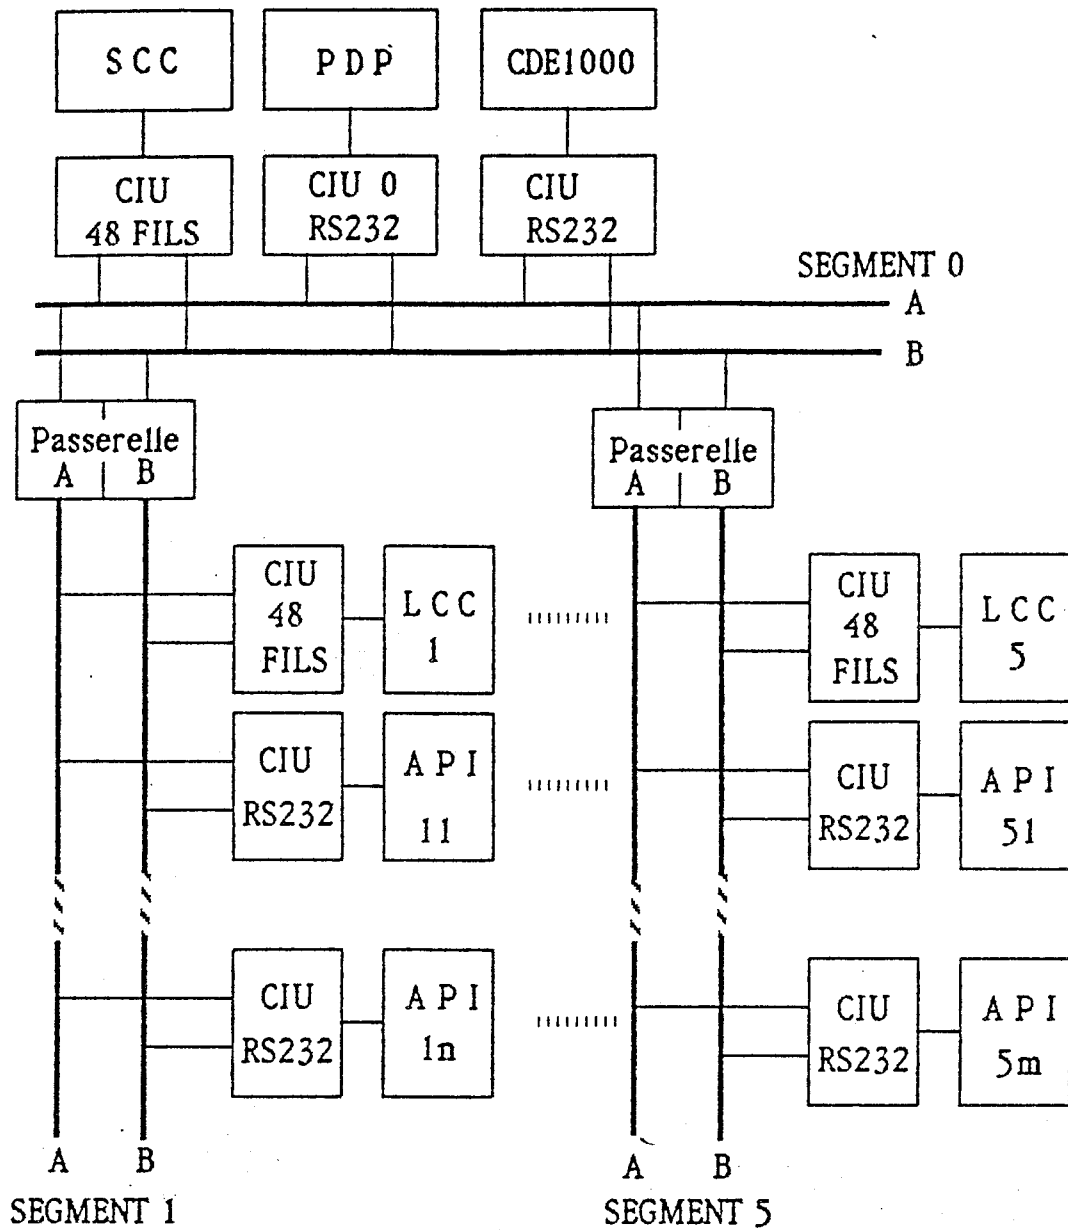 SCC
PDP
CDE1000
CIU
48 FILS
CIU 0
RS232
CIU
RS232
SEGMENT 0
A
B
Passerelle
A B
Passerelle
A B
CIU
48
FILS
LCC
1
CIU
48
FILS
LCC
5
CIU
RS232
API
11
CIU
RS232
API
51
CIU
RS232
API
1n
CIU
RS232
API
5m
A B
SEGMENT 1
A B
SEGMENT 5